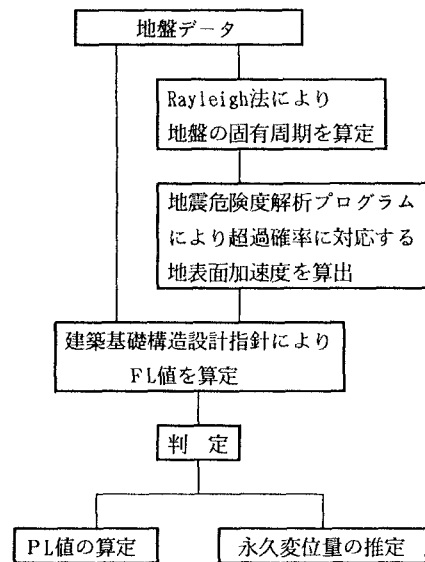 地盤データ
Rayleigh法により
地盤の固有周期を算定
地震危険度解析プログラム
により超過確率に対応する
地表面加速度を算出
建築基礎構造設計指針により
FL値を算定
判　定
PL値の算定
永久変位量の推定